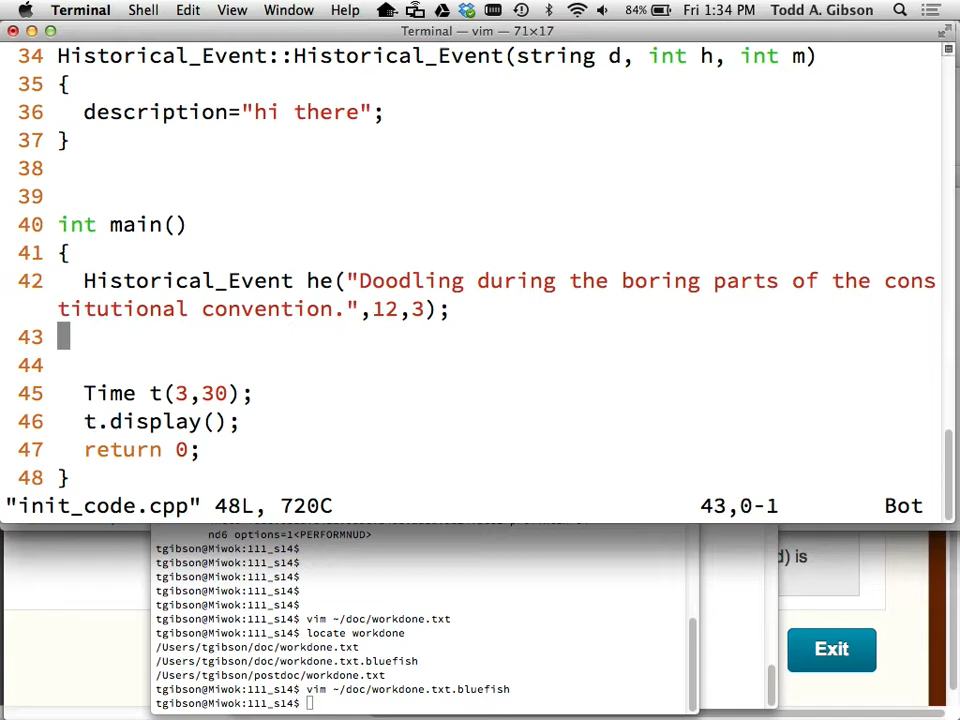 Terminal Shell Edit View Window Help 84% Fri 1:34 PM Todd A. Gibson
Terminal — vim — 71×17
34 Historical_Event::Historical_Event(string d, int h, int m)
35 {
36   description="hi there";
37 }
38
39
40 int main()
41 {
42   Historical_Event he("Doodling during the boring parts of the cons
titutional convention.",12,3);
43
44
45   Time t(3,30);
46   t.display();
47   return 0;
48 }
"init_code.cpp" 48L, 720C 43,0-1 Bot
nd6 options=1<PERFORMNUD>
tgibson@Miwok:111_s14$
tgibson@Miwok:111_s14$
tgibson@Miwok:111_s14$
tgibson@Miwok:111_s14$
tgibson@Miwok:111_s14$
tgibson@Miwok:111_s14$ vim ~/doc/workdone.txt
tgibson@Miwok:111_s14$ locate workdone
/Users/tgibson/doc/workdone.txt
/Users/tgibson/doc/workdone.txt.bluefish
/Users/tgibson/postdoc/workdone.txt
tgibson@Miwok:111_s14$ vim ~/doc/workdone.txt.bluefish
tgibson@Miwok:111_s14$
d) is
Exit